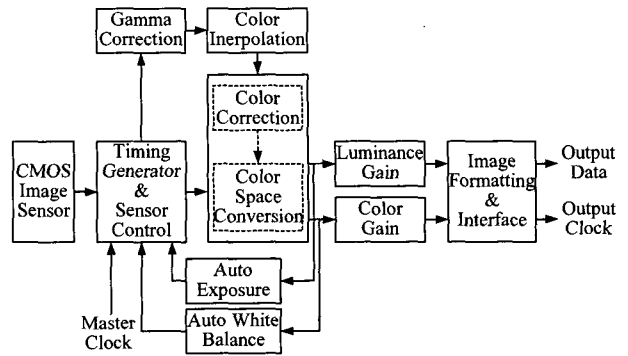 Gamma
Correction
Color
Inerpolation
Color
Correction
CMOS
Image
Sensor
Timing
Generator
&
Sensor
Control
Color
Space
Conversion
Luminance
Gain
Color
Gain
Image
Formatting
&
Interface
Output
Data
Output
Clock
Auto
Exposure
Auto White
Balance
Master
Clock